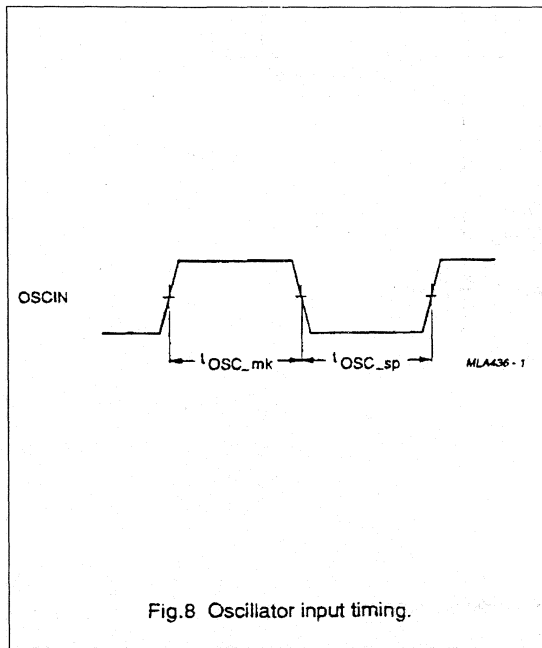 OSCIN
tOSC_mk
tOSC_sp
MLA436 - 1
Fig.8 Oscillator input timing.